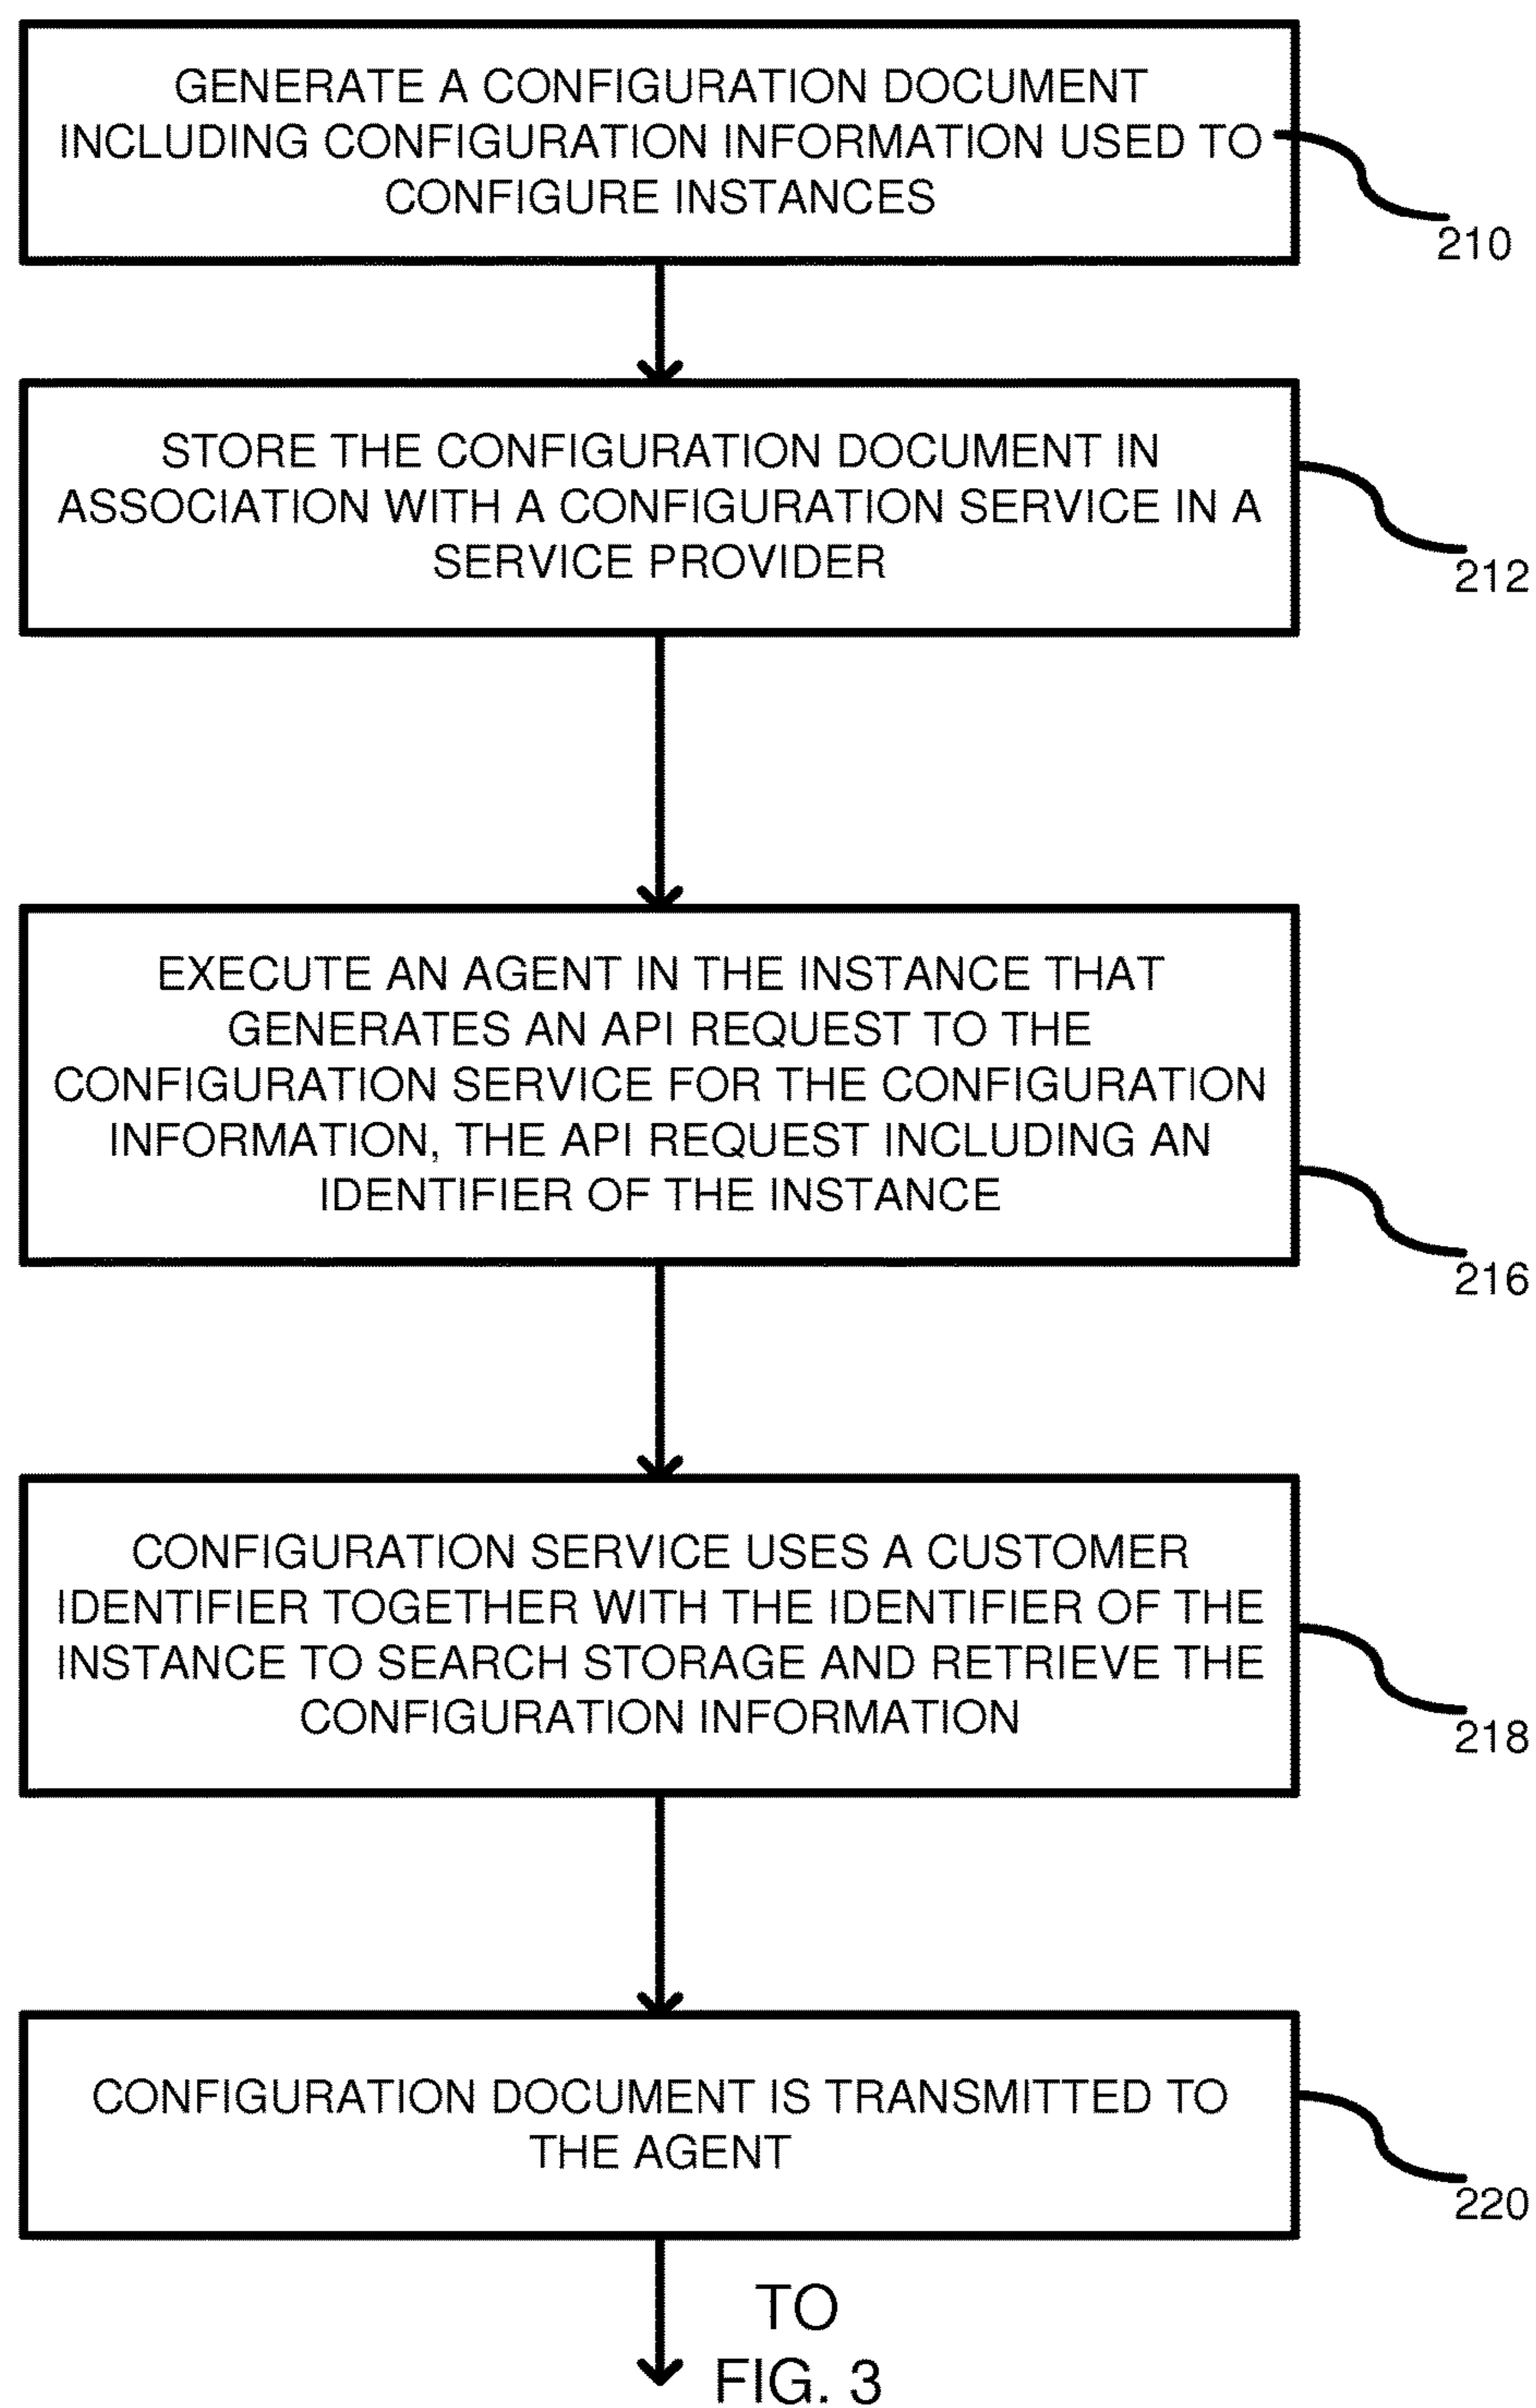 GENERATE A CONFIGURATION DOCUMENT
INCLUDING CONFIGURATION INFORMATION USED TO
CONFIGURE INSTANCES
210
STORE THE CONFIGURATION DOCUMENT IN
ASSOCIATION WITH A CONFIGURATION SERVICE IN A
SERVICE PROVIDER
212
EXECUTE AN AGENT IN THE INSTANCE THAT
GENERATES AN API REQUEST TO THE
CONFIGURATION SERVICE FOR THE CONFIGURATION
INFORMATION, THE API REQUEST INCLUDING AN
IDENTIFIER OF THE INSTANCE
216
CONFIGURATION SERVICE USES A CUSTOMER
IDENTIFIER TOGETHER WITH THE IDENTIFIER OF THE
INSTANCE TO SEARCH STORAGE AND RETRIEVE THE
CONFIGURATION INFORMATION
218
CONFIGURATION DOCUMENT IS TRANSMITTED TO
THE AGENT
220
TO
FIG. 3